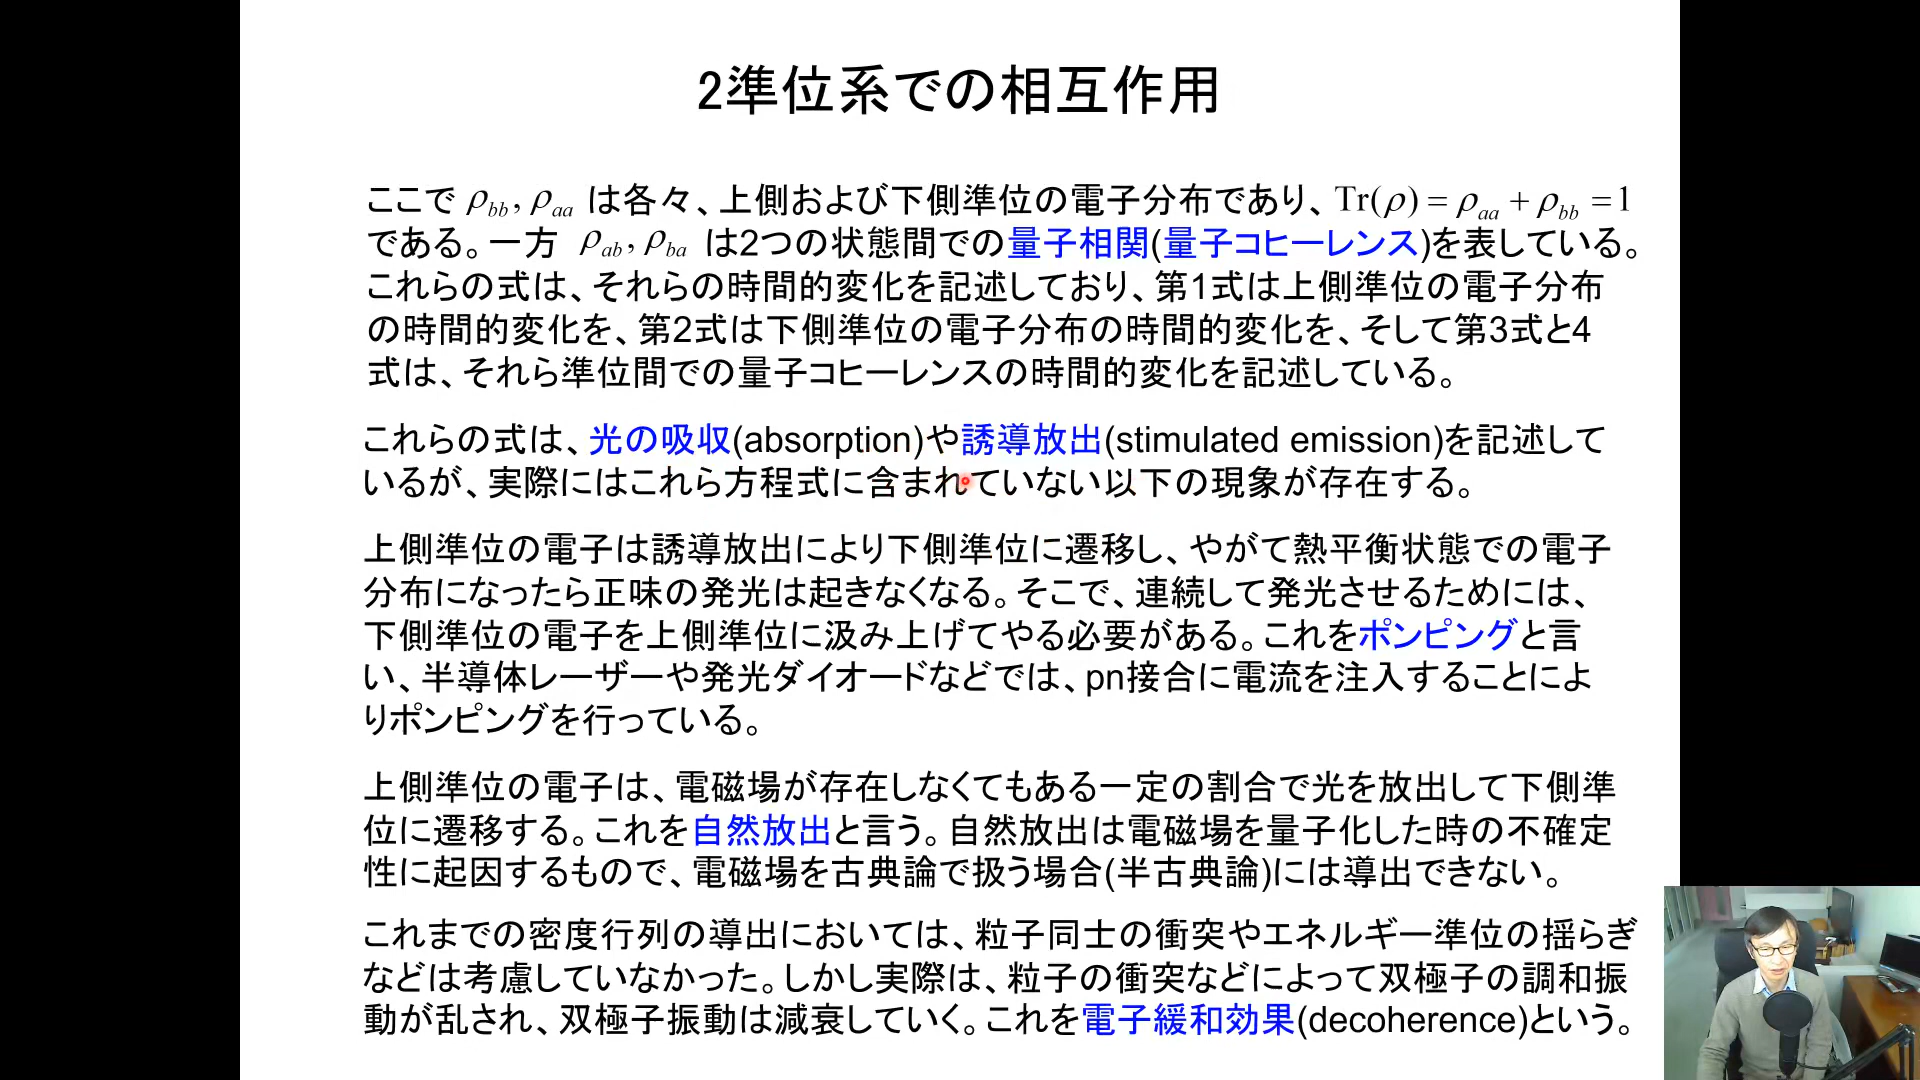 2準位系での相互作用
ここで ρbb, ρaa は各々、上側および下側準位の電子分布であり、Tr(ρ) = ρaa + ρbb = 1
である。一方 ρab, ρba は2つの状態間での量子相関(量子コヒーレンス)を表している。
これらの式は、それらの時間的変化を記述しており、第1式は上側準位の電子分布
の時間的変化を、第2式は下側準位の電子分布の時間的変化を、そして第3式と4
式は、それら準位間での量子コヒーレンスの時間的変化を記述している。
これらの式は、光の吸収(absorption)や誘導放出(stimulated emission)を記述して
いるが、実際にはこれら方程式に含まれていない以下の現象が存在する。
上側準位の電子は誘導放出により下側準位に遷移し、やがて熱平衡状態での電子
分布になったら正味の発光は起きなくなる。そこで、連続して発光させるためには、
下側準位の電子を上側準位に汲み上げてやる必要がある。これをポンピングと言
い、半導体レーザーや発光ダイオードなどでは、pn接合に電流を注入することによ
りポンピングを行っている。
上側準位の電子は、電磁場が存在しなくてもある一定の割合で光を放出して下側準
位に遷移する。これを自然放出と言う。自然放出は電磁場を量子化した時の不確定
性に起因するもので、電磁場を古典論で扱う場合(半古典論)には導出できない。
これまでの密度行列の導出においては、粒子同士の衝突やエネルギー準位の揺らぎ
などは考慮していなかった。しかし実際は、粒子の衝突などによって双極子の調和振
動が乱され、双極子振動は減衰していく。これを電子緩和効果(decoherence)という。